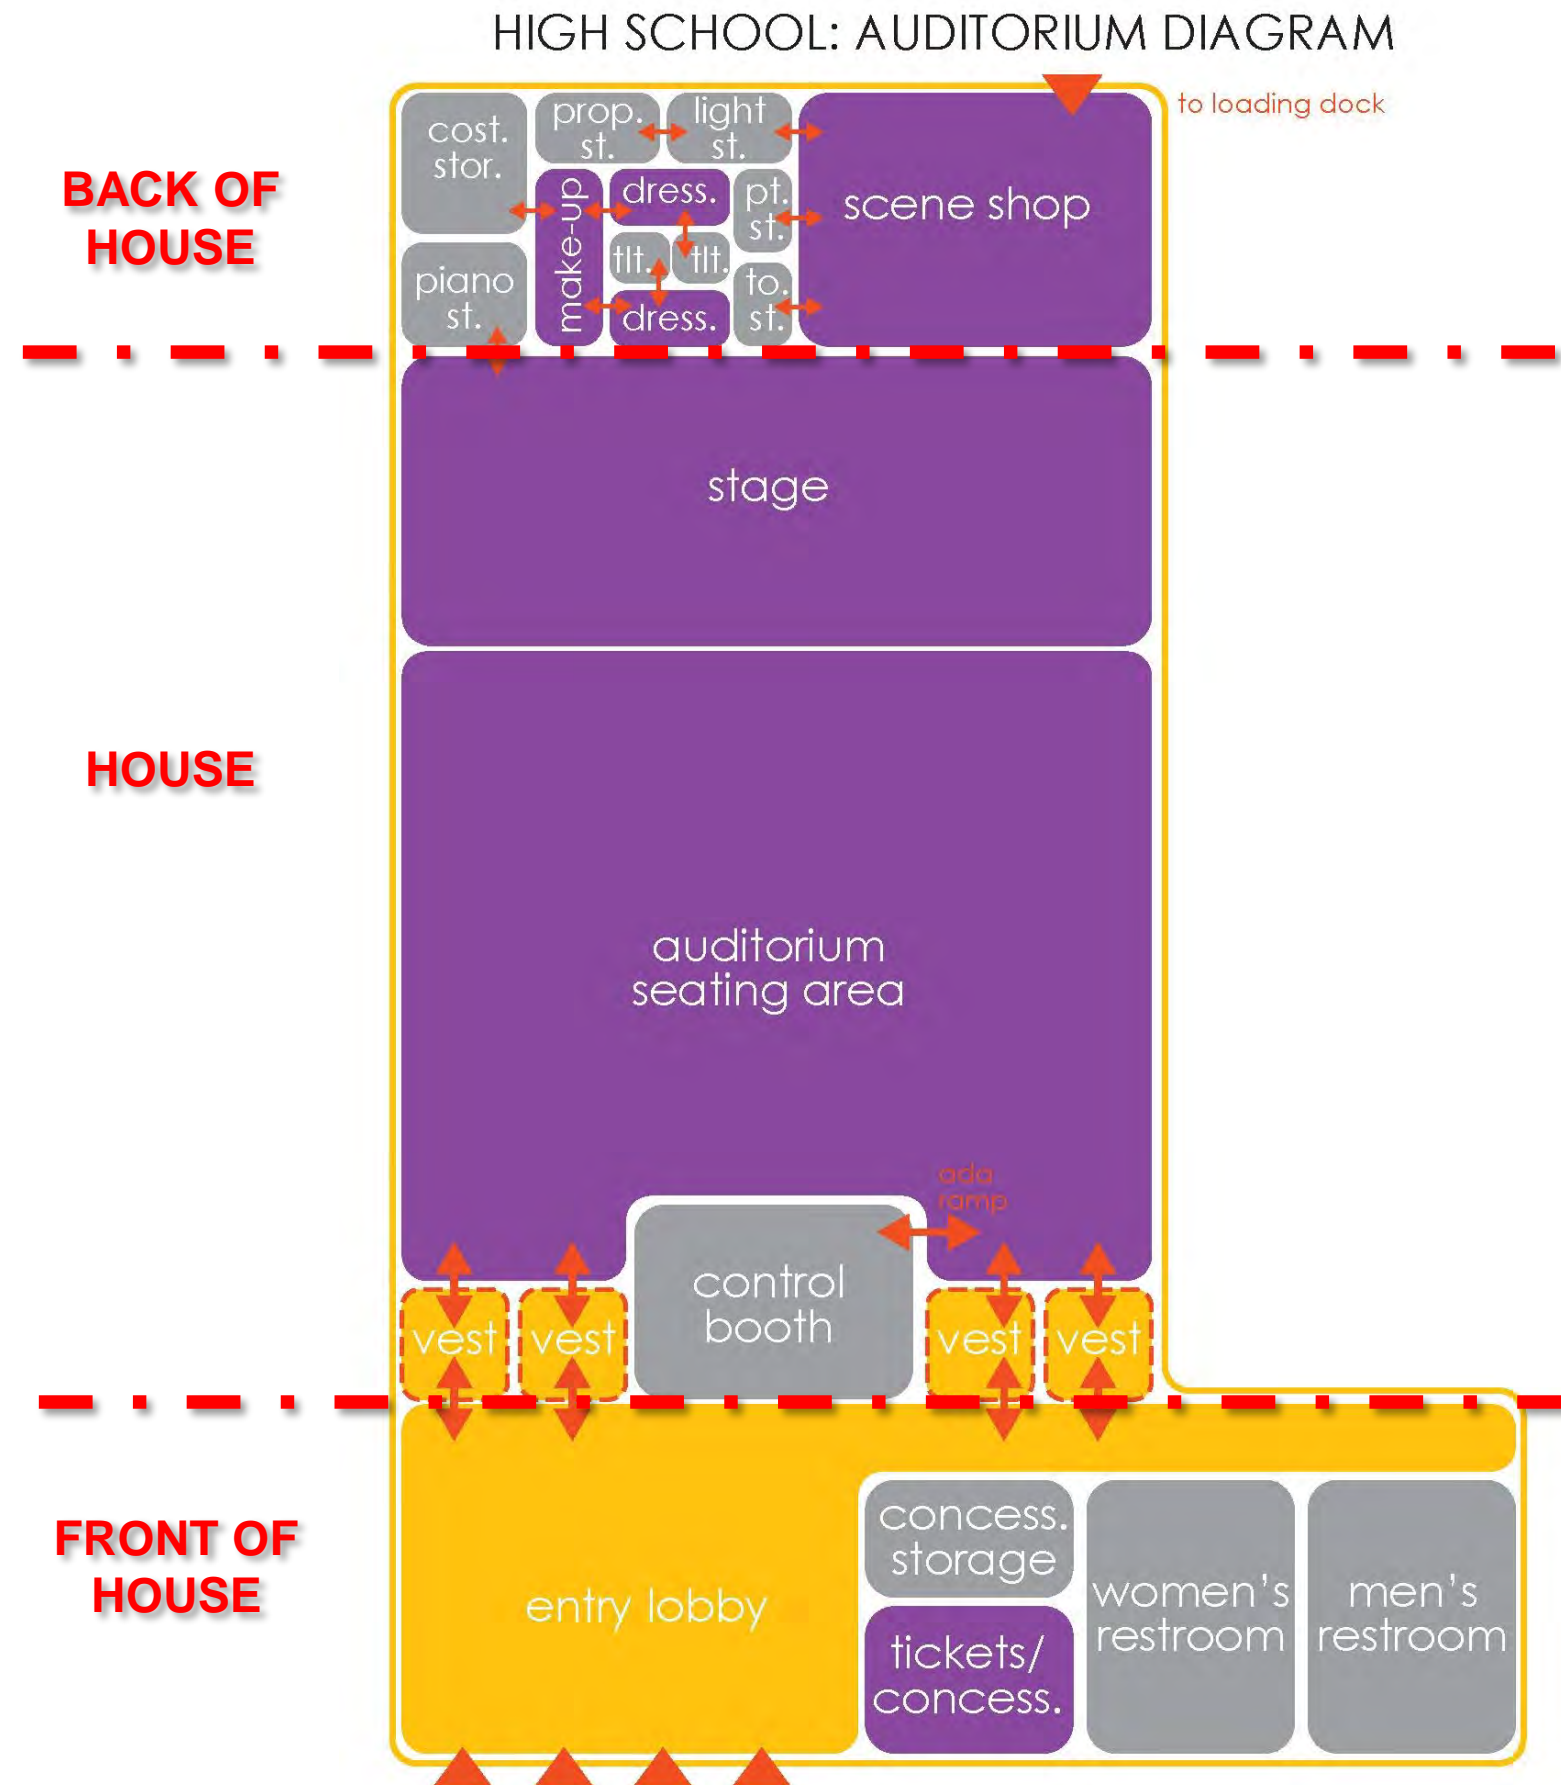 HIGH SCHOOL: AUDITORIUM DIAGRAM
to loading dock
BACK OF
HOUSE
cost.
stor.
prop.
st.
light
st.
scene shop
make-up
dress.
pt.
st.
tlt.
tlt.
piano
st.
dress.
to.
st.
stage
HOUSE
auditorium
seating area
ada
ramp
control
booth
vest
vest
vest
vest
FRONT OF
HOUSE
entry lobby
concess.
storage
tickets/
concess.
women's
restroom
men's
restroom